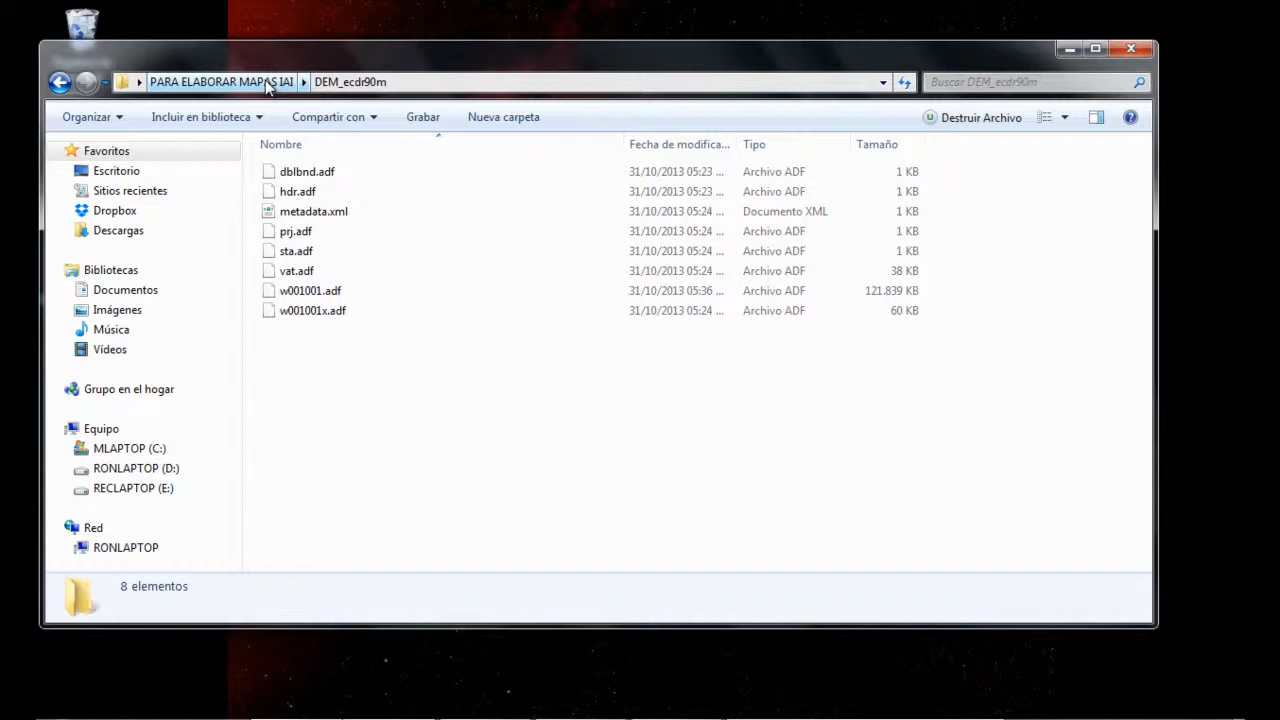 PARA ELABORAR MAPAS IAI DEM_ecdr90m Buscar DEM_ecdr90m
Organizar Incluir en biblioteca Compartir con Grabar Nueva carpeta Destruir Archivo
Favoritos
Escritorio
Sitios recientes
Dropbox
Descargas
Bibliotecas
Documentos
Imágenes
Música
Vídeos
Grupo en el hogar
Equipo
MLAPTOP (C:)
RONLAPTOP (D:)
RECLAPTOP (E:)
Red
RONLAPTOP
Nombre Fecha de modifica... Tipo Tamaño
dblbnd.adf 31/10/2013 05:23 ... Archivo ADF 1 KB
hdr.adf 31/10/2013 05:23 ... Archivo ADF 1 KB
metadata.xml 31/10/2013 05:24 ... Documento XML 1 KB
prj.adf 31/10/2013 05:24 ... Archivo ADF 1 KB
sta.adf 31/10/2013 05:24 ... Archivo ADF 1 KB
vat.adf 31/10/2013 05:24 ... Archivo ADF 38 KB
w001001.adf 31/10/2013 05:36 ... Archivo ADF 121.839 KB
w001001x.adf 31/10/2013 05:24 ... Archivo ADF 60 KB
8 elementos